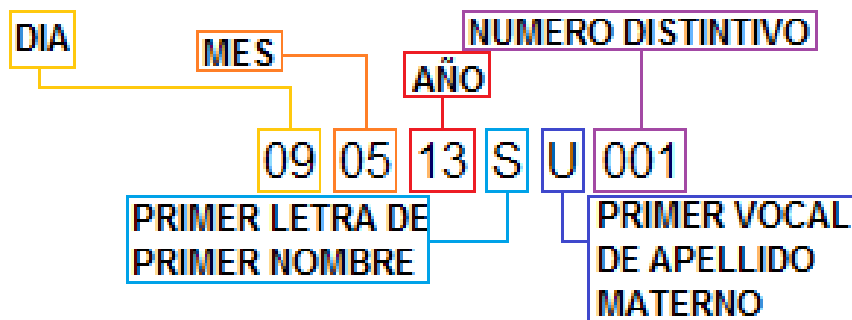 DIA
MES
NUMERO DISTINTIVO
AÑO
09 05 13 S U 001
PRIMER LETRA DE
PRIMER NOMBRE
PRIMER VOCAL
DE APELLIDO
MATERNO